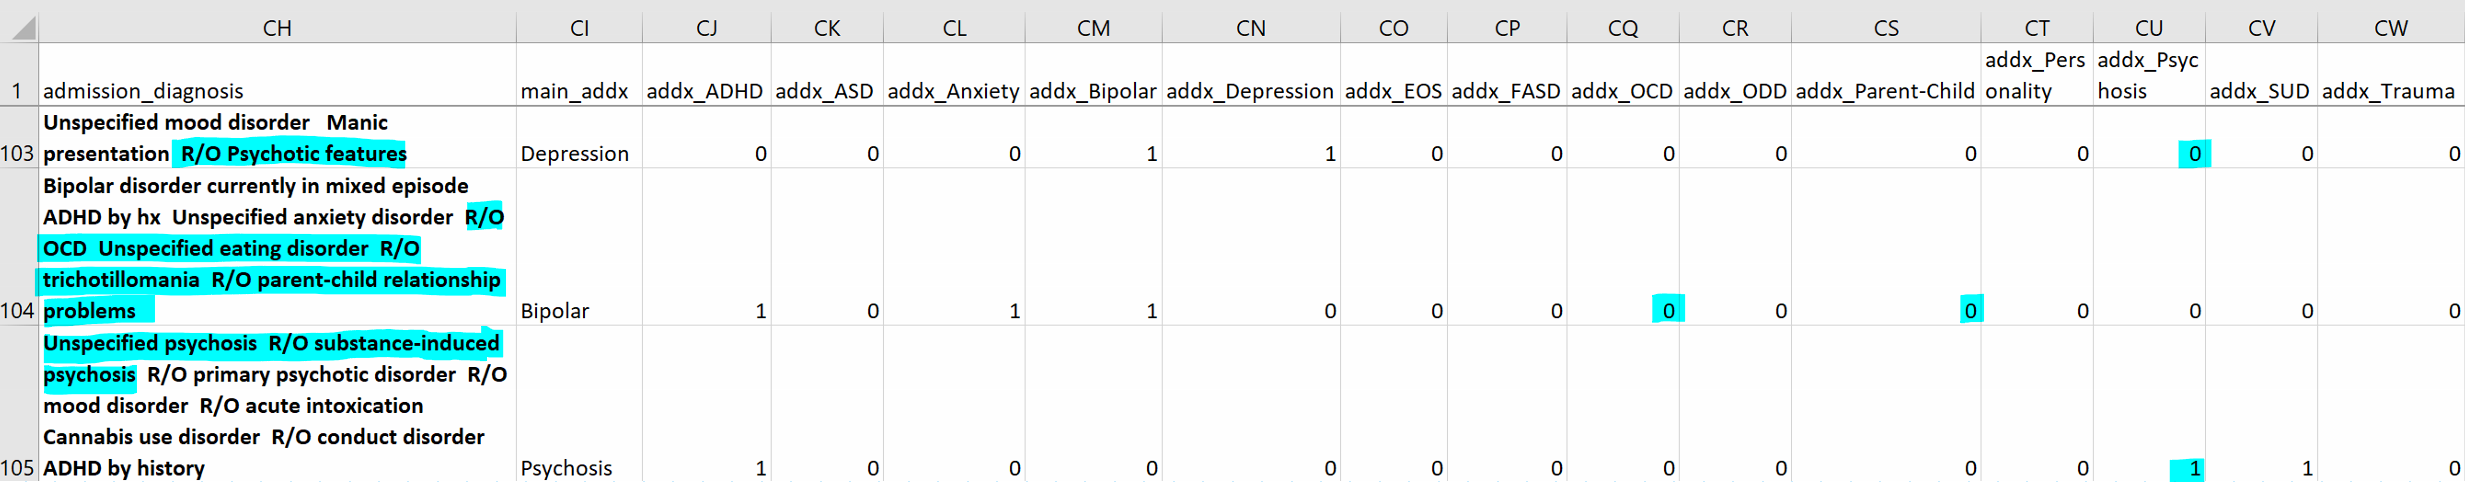 CH CI CJ CK CL CM CN CO CP CQ CR CS CT CU CV CW
addx_Pers addx_Psyc
1 admission_diagnosis main_addx addx_ADHD addx_ASD addx_Anxiety addx_Bipolar addx_Depression addx_EOS addx_FASD addx_OCD addx_ODD addx_Parent-Child onality hosis addx_SUD addx_Trauma
Unspecified mood disorder Manic
103 presentation R/O Psychotic features Depression 0 0 0 1 1 0 0 0 0 0 0 0 0 0
Bipolar disorder currently in mixed episode
ADHD by hx Unspecified anxiety disorder R/O
OCD Unspecified eating disorder R/O
trichotillomania R/O parent-child relationship
104 problems Bipolar 1 0 1 1 0 0 0 0 0 0 0 0 0 0
Unspecified psychosis R/O substance-induced
psychosis R/O primary psychotic disorder R/O
mood disorder R/O acute intoxication
Cannabis use disorder R/O conduct disorder
105 ADHD by history Psychosis 1 0 0 0 0 0 0 0 0 0 0 1 1 0